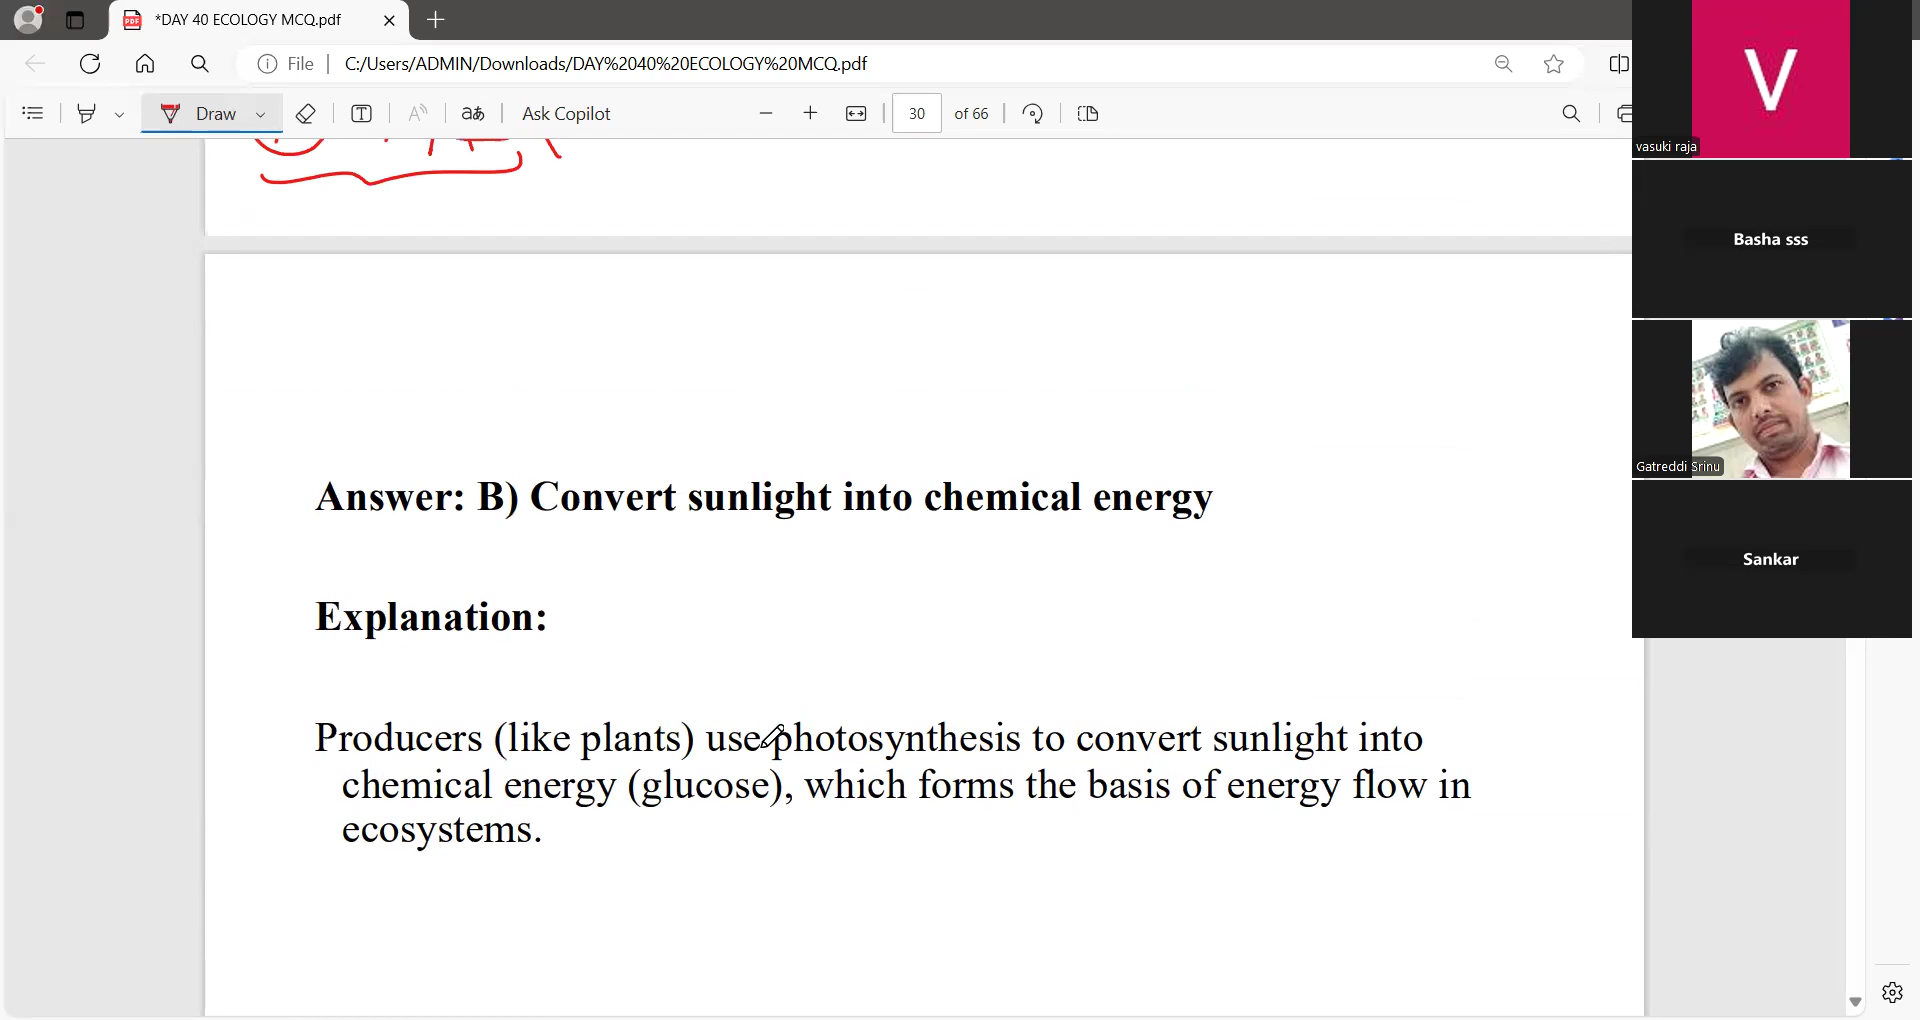 *DAY 40 ECOLOGY MCQ.pdf
File
C:/Users/ADMIN/Downloads/DAY%2040%20ECOLOGY%20MCQ.pdf
Draw
Ask Copilot
30 of 66
V
vasuki raja
Basha sss
Gatreddi Srinu
Sankar
Answer: B) Convert sunlight into chemical energy
Explanation:
Producers (like plants) use photosynthesis to convert sunlight into
chemical energy (glucose), which forms the basis of energy flow in
ecosystems.